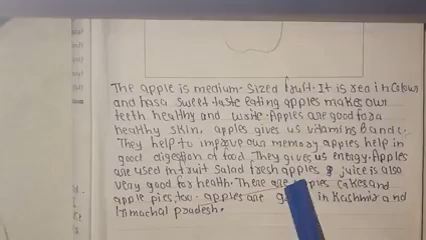 The apple is medium-sized fruit. It is red in colour
and has a sweet taste eating apples makes our
teeth healthy and white. Apples are good for a
healthy skin, apples gives us vitamins B and C.
They help to improve our memory apples help in
good digestion of food. They gives us energy. Apples
are used in fruit salad fresh apples juice is also
very good for health. There are apples cakes and
apple pies too. apples are in Kashmir and
Himachal pradesh.